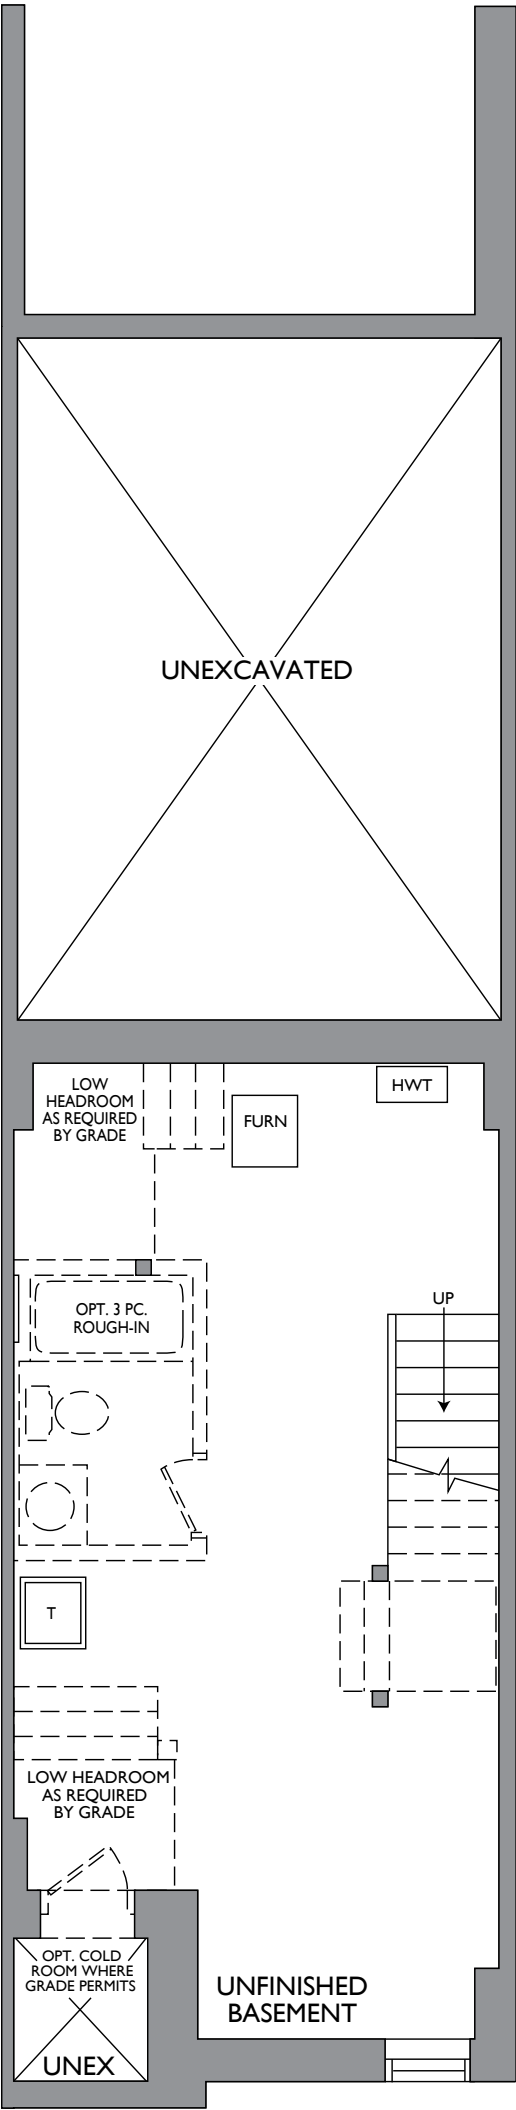 UNEXCAVATED
LOW
HEADROOM
AS REQUIRED
BY GRADE
FURN
HWT
OPT. 3 PC.
ROUGH-IN
UP
T
LOW HEADROOM
AS REQUIRED
BY GRADE
OPT. COLD
ROOM WHERE
GRADE PERMITS
UNEX
UNFINISHED
BASEMENT